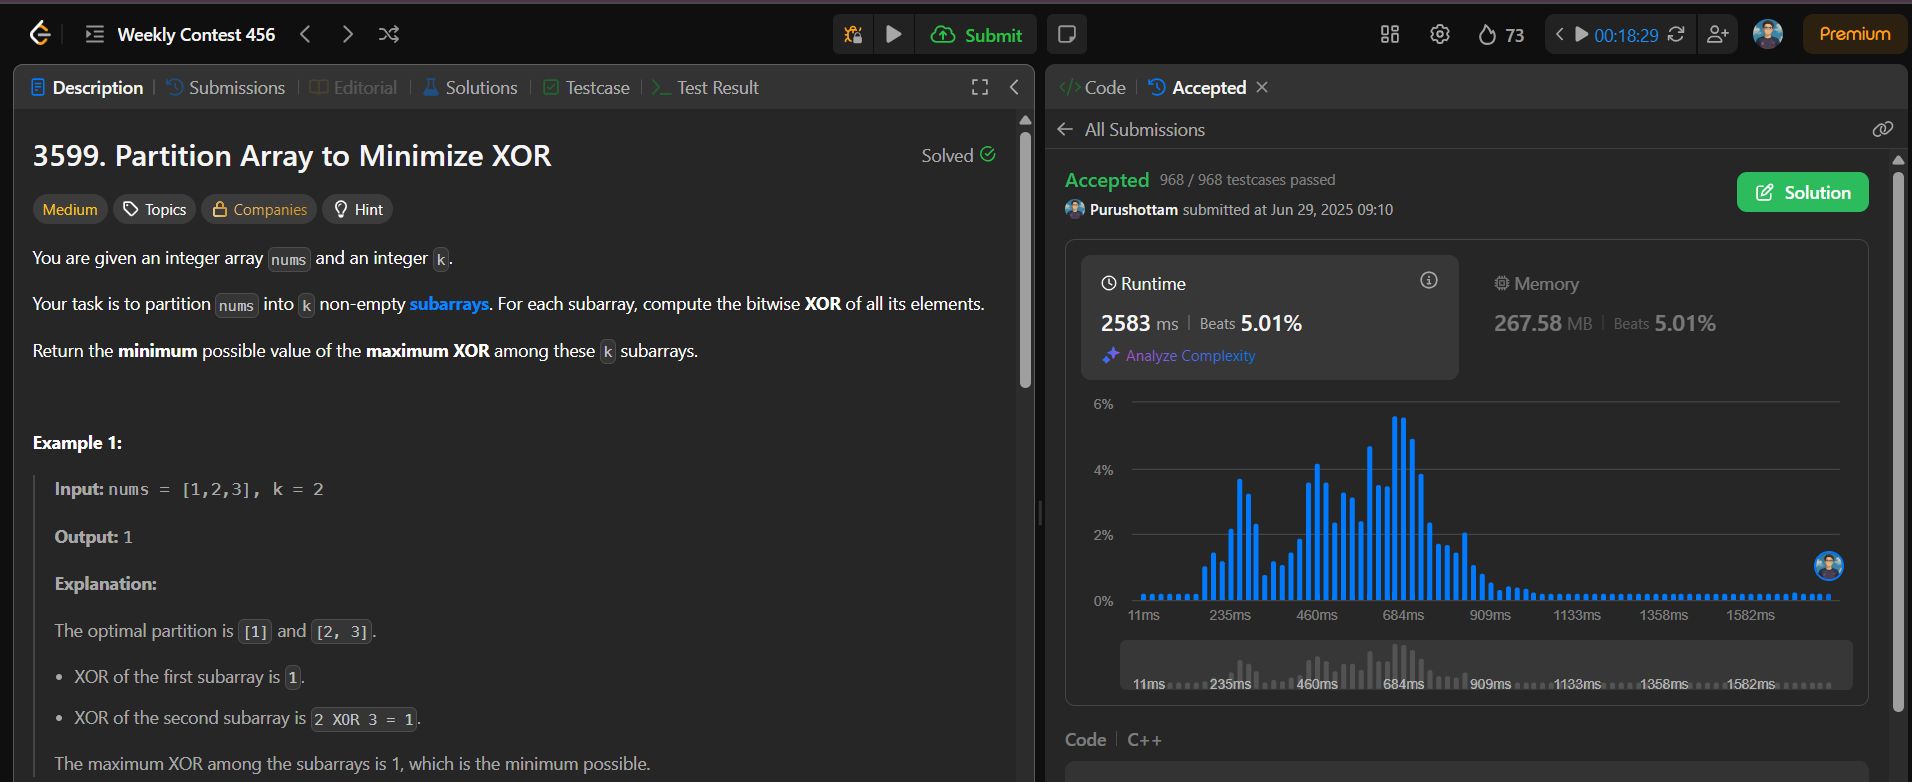 Weekly Contest 456
Submit
73
00:18:29
Premium
Description
Submissions
Editorial
Solutions
Testcase
Test Result
3599. Partition Array to Minimize XOR
Solved
Medium
Topics
Companies
Hint
You are given an integer array nums and an integer k.
Your task is to partition nums into k non-empty subarrays. For each subarray, compute the bitwise XOR of all its elements.
Return the minimum possible value of the maximum XOR among these k subarrays.
Example 1:
Input: nums = [1,2,3], k = 2
Output: 1
Explanation:
The optimal partition is [1] and [2, 3].
• XOR of the first subarray is 1.
• XOR of the second subarray is 2 XOR 3 = 1.
The maximum XOR among the subarrays is 1, which is the minimum possible.
</> Code
Accepted
All Submissions
Accepted 968 / 968 testcases passed
Purushottam submitted at Jun 29, 2025 09:10
Solution
Runtime
2583 ms | Beats 5.01%
Analyze Complexity
Memory
267.58 MB | Beats 5.01%
6%
4%
2%
0%
11ms 235ms 460ms 684ms 909ms 1133ms 1358ms 1582ms
11ms 235ms 460ms 684ms 909ms 1133ms 1358ms 1582ms
Code | C++